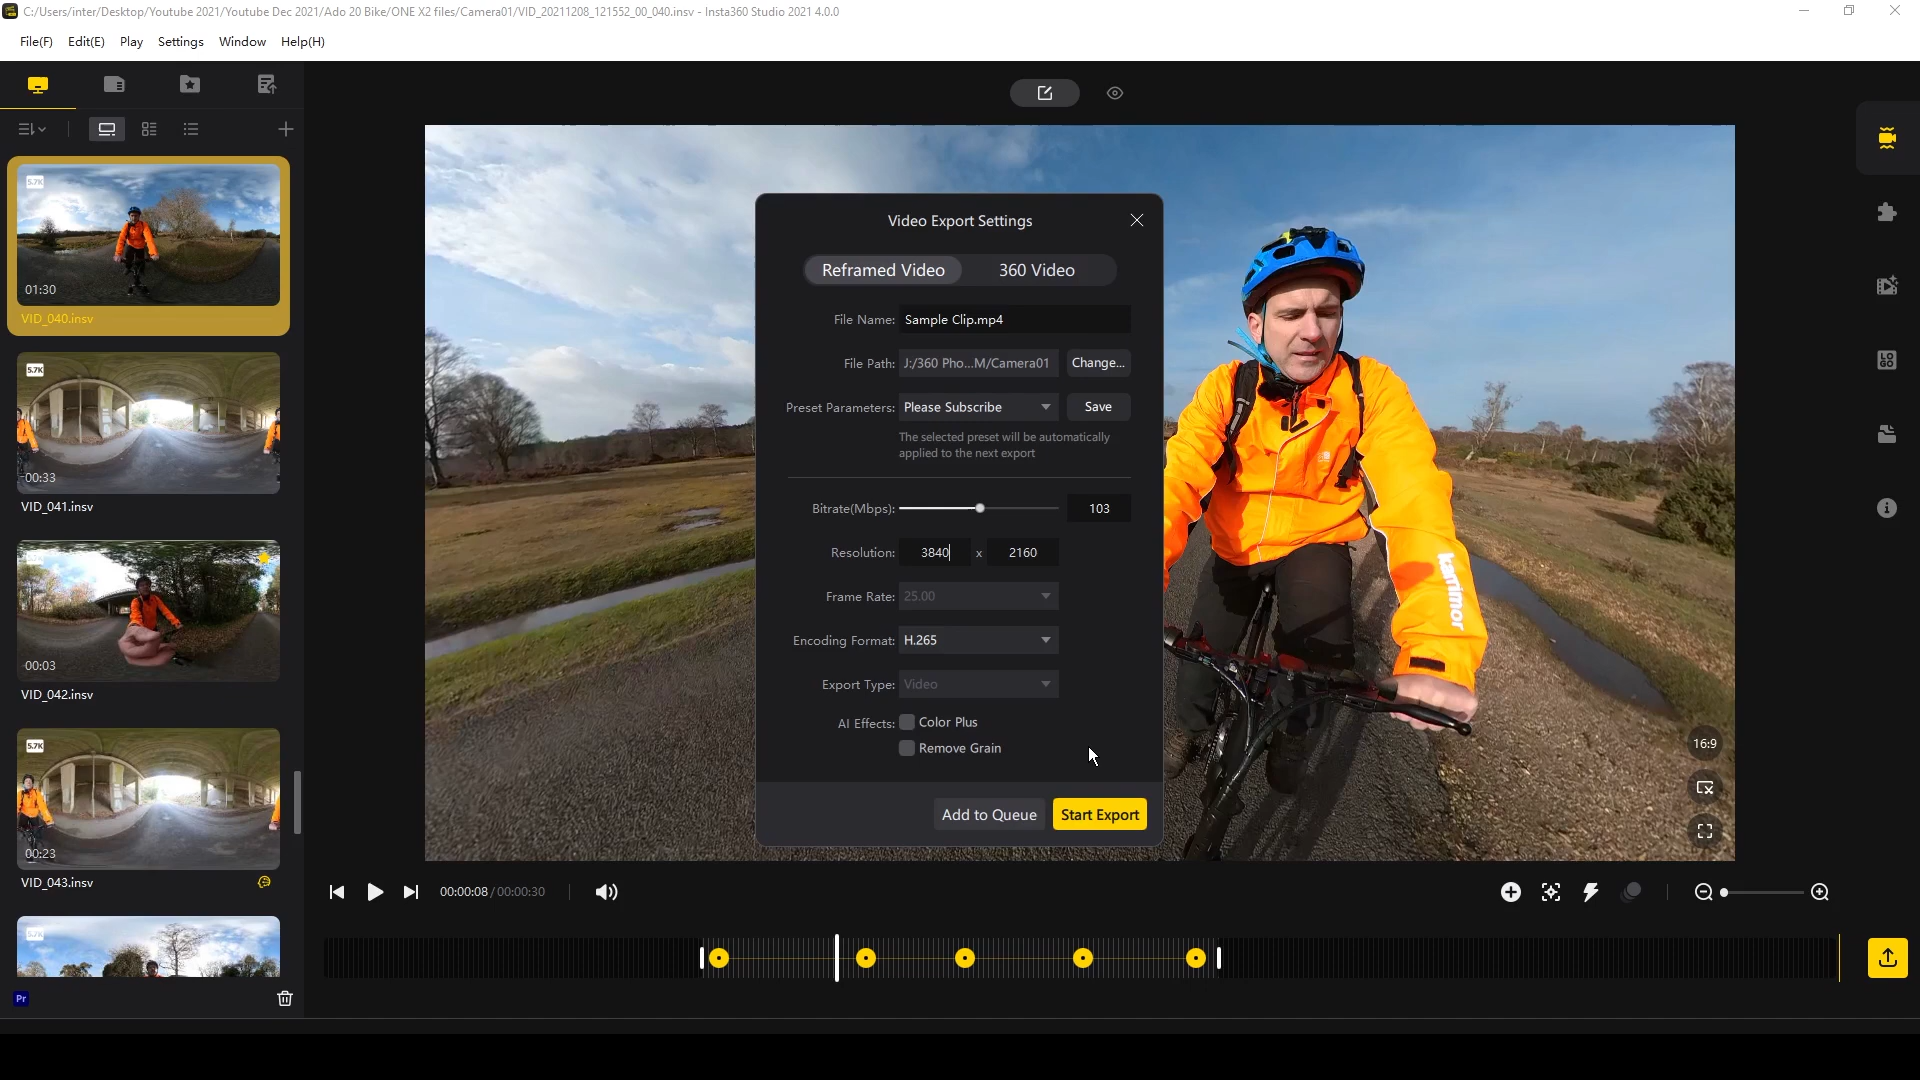 C:/Users/inter/Desktop/Youtube 2021/Youtube Dec 2021/Ado 20 Bike/ONE X2 files/Camera01/VID_20211208_121552_00_040.insv - Insta360 Studio 2021 4.0.0
File(F) Edit(E) Play Settings Window Help(H)
5.7K
01:30
VID_040.insv
5.7K
00:33
VID_041.insv
00:03
VID_042.insv
5.7K
00:23
VID_043.insv
5.7K
Pr
Video Export Settings
Reframed Video 360 Video
File Name: Sample Clip.mp4
File Path: J:/360 Pho...M/Camera01 Change...
Preset Parameters: Please Subscribe Save
The selected preset will be automatically
applied to the next export
Bitrate(Mbps): 103
Resolution: 3840 x 2160
Frame Rate: 25.00
Encoding Format: H.265
Export Type: Video
AI Effects: Color Plus
Remove Grain
Add to Queue Start Export
karrimor
16:9
LOGO
00:00:08/00:00:30